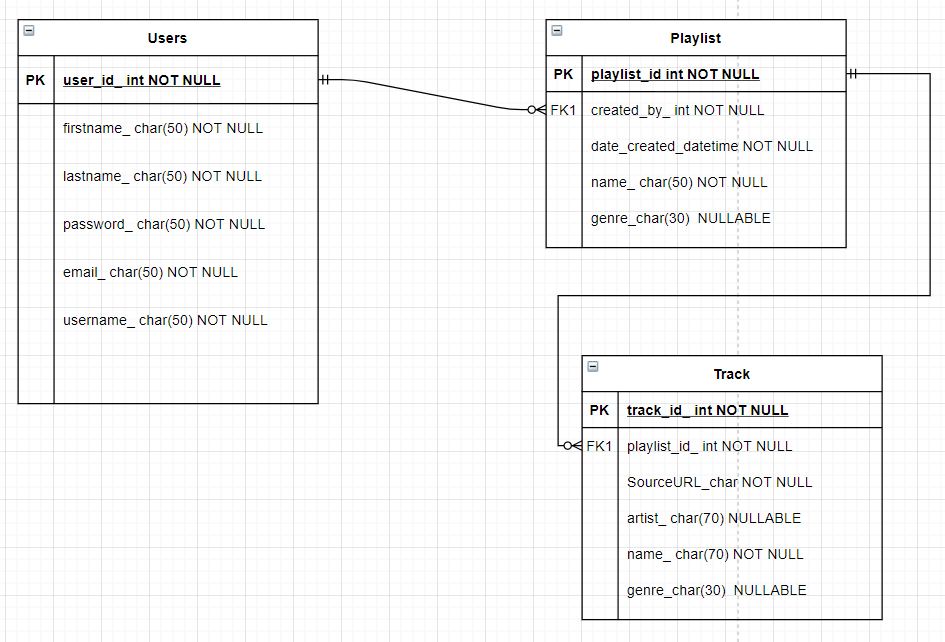 Users
PK user_id_ int NOT NULL
firstname_ char(50) NOT NULL
lastname_ char(50) NOT NULL
password_ char(50) NOT NULL
email_ char(50) NOT NULL
username_ char(50) NOT NULL
Playlist
PK playlist_id int NOT NULL
FK1 created_by_ int NOT NULL
date_created_datetime NOT NULL
name_ char(50) NOT NULL
genre_char(30) NULLABLE
Track
PK track_id_ int NOT NULL
FK1 playlist_id_ int NOT NULL
SourceURL_char NOT NULL
artist_ char(70) NULLABLE
name_ char(70) NOT NULL
genre_char(30) NULLABLE